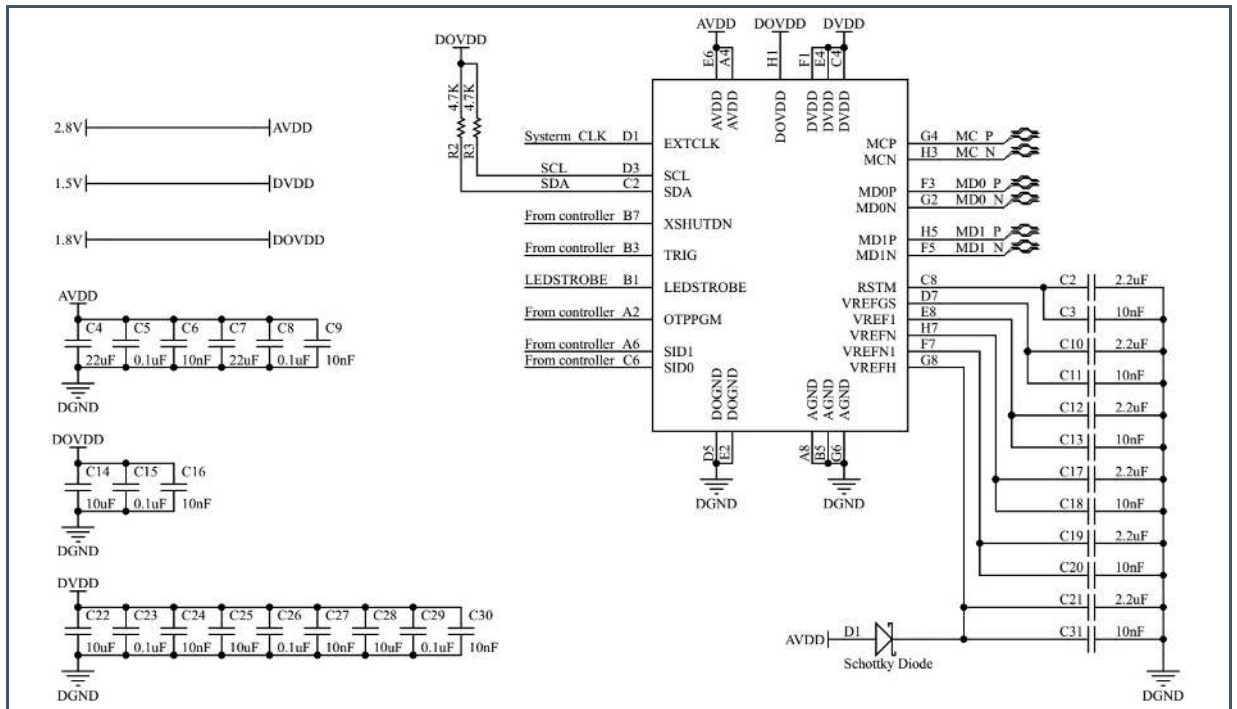 AVDD DOVDD DVDD
DOVDD
E6 A4 H1 F1 E4 C4
4.7K 4.7K
R2 R3
AVDD AVDD DOVDD DVDD DVDD DVDD
2.8V AVDD
1.5V DVDD
1.8V DOVDD
Systerm CLK D1 EXTCLK
SCL D3 SCL
SDA C2 SDA
From controller B7 XSHUTDN
From controller B3 TRIG
LEDSTROBE B1 LEDSTROBE
From controller A2 OTPPGM
From controller A6 SID1
From controller C6 SID0
MCP G4 MC P
MCN H3 MC N
MD0P F3 MD0 P
MD0N G2 MD0 N
MD1P H5 MD1 P
MD1N F5 MD1 N
RSTM C8
VREFGS D7
VREF1 E8
VREFN H7
VREFN1 F7
VREFH G8
DOGND DOGND AGND AGND AGND
D5 E2 A8 B5 G6
DGND DGND
C2 2.2uF
C3 10nF
C10 2.2uF
C11 10nF
C12 2.2uF
C13 10nF
C17 2.2uF
C18 10nF
C19 2.2uF
C20 10nF
C21 2.2uF
C31 10nF
AVDD D1
Schottky Diode
DGND
AVDD
C4 C5 C6 C7 C8 C9
22uF 0.1uF 10nF 22uF 0.1uF 10nF
DGND
DOVDD
C14 C15 C16
10uF 0.1uF 10nF
DGND
DVDD
C22 C23 C24 C25 C26 C27 C28 C29 C30
10uF 0.1uF 10nF 10uF 0.1uF 10nF 10uF 0.1uF 10nF
DGND